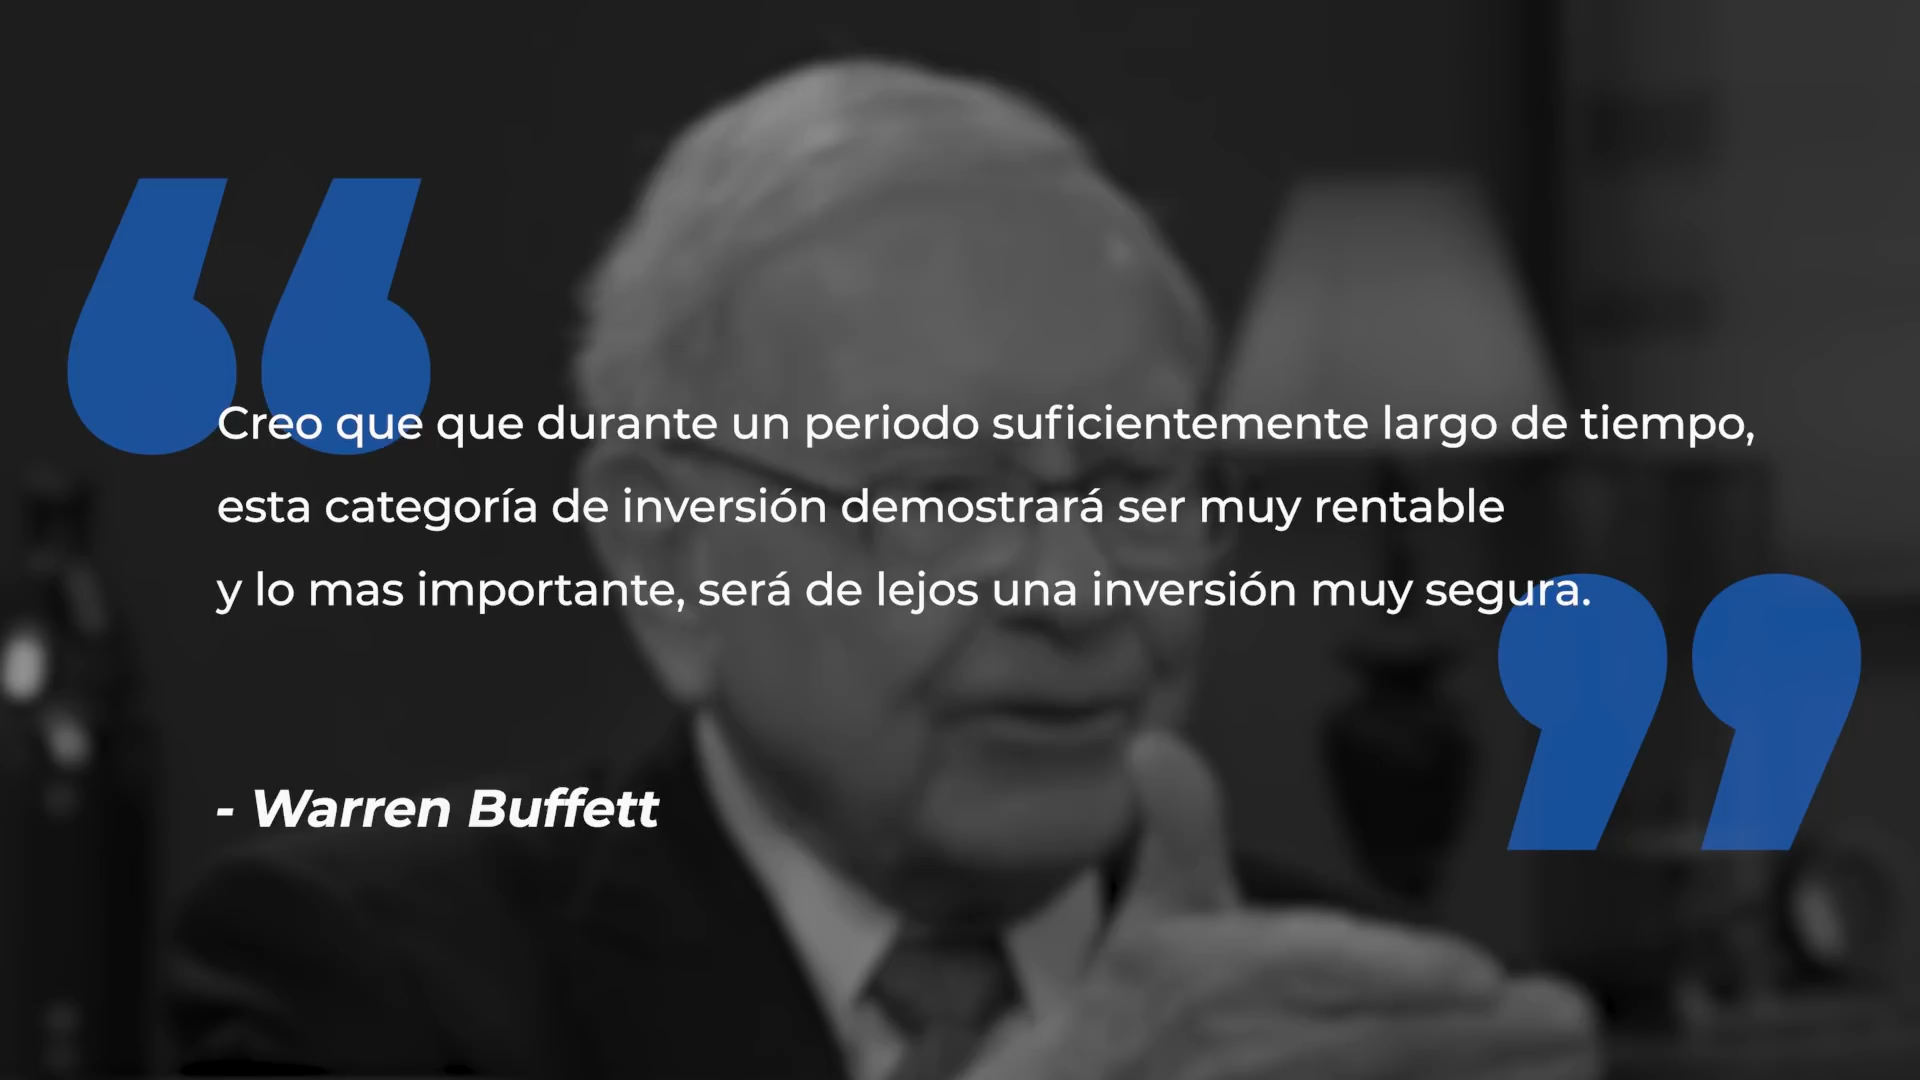 Creo que que durante un periodo suficientemente largo de tiempo,
esta categoría de inversión demostrará ser muy rentable
y lo mas importante, será de lejos una inversión muy segura.
- Warren Buffett